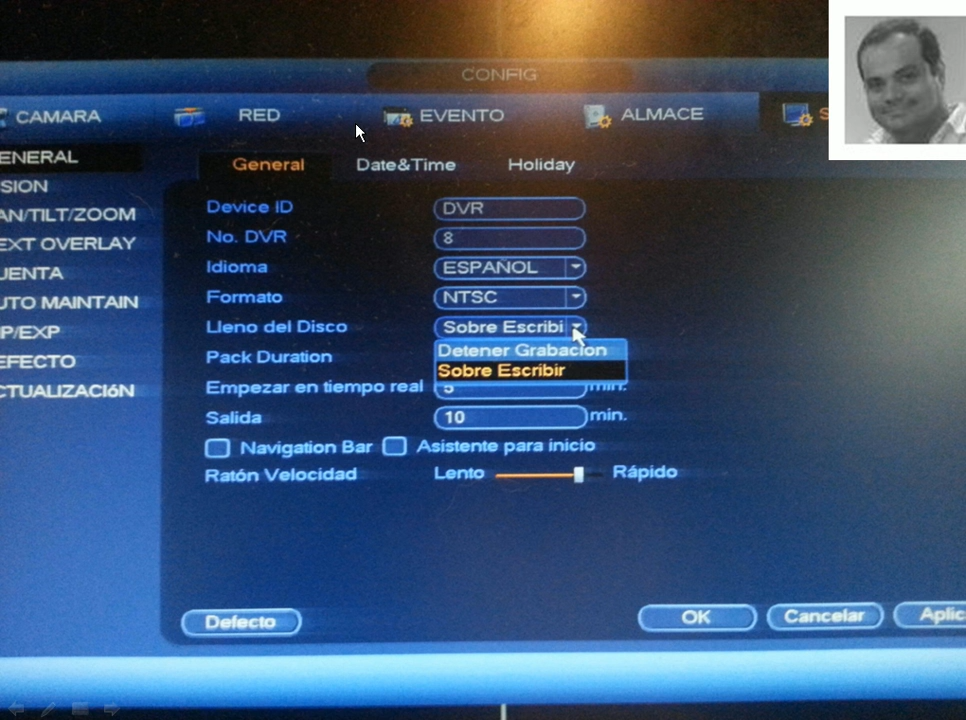 CONFIG
CAMARA RED EVENTO ALMACE S
ENERAL
SION
AN/TILT/ZOOM
EXT OVERLAY
UENTA
UTO MAINTAIN
P/EXP
EFECTO
CTUALIZACIóN
General Date&Time Holiday
Device ID DVR
No. DVR 8
Idioma ESPAÑOL
Formato NTSC
Lleno del Disco Sobre Escribi
Detener Grabacion
Pack Duration
Sobre Escribir
Empezar en tiempo real 5 min.
Salida 10 min.
Navigation Bar Asistente para inicio
Ratón Velocidad Lento Rápido
Defecto OK Cancelar Aplic